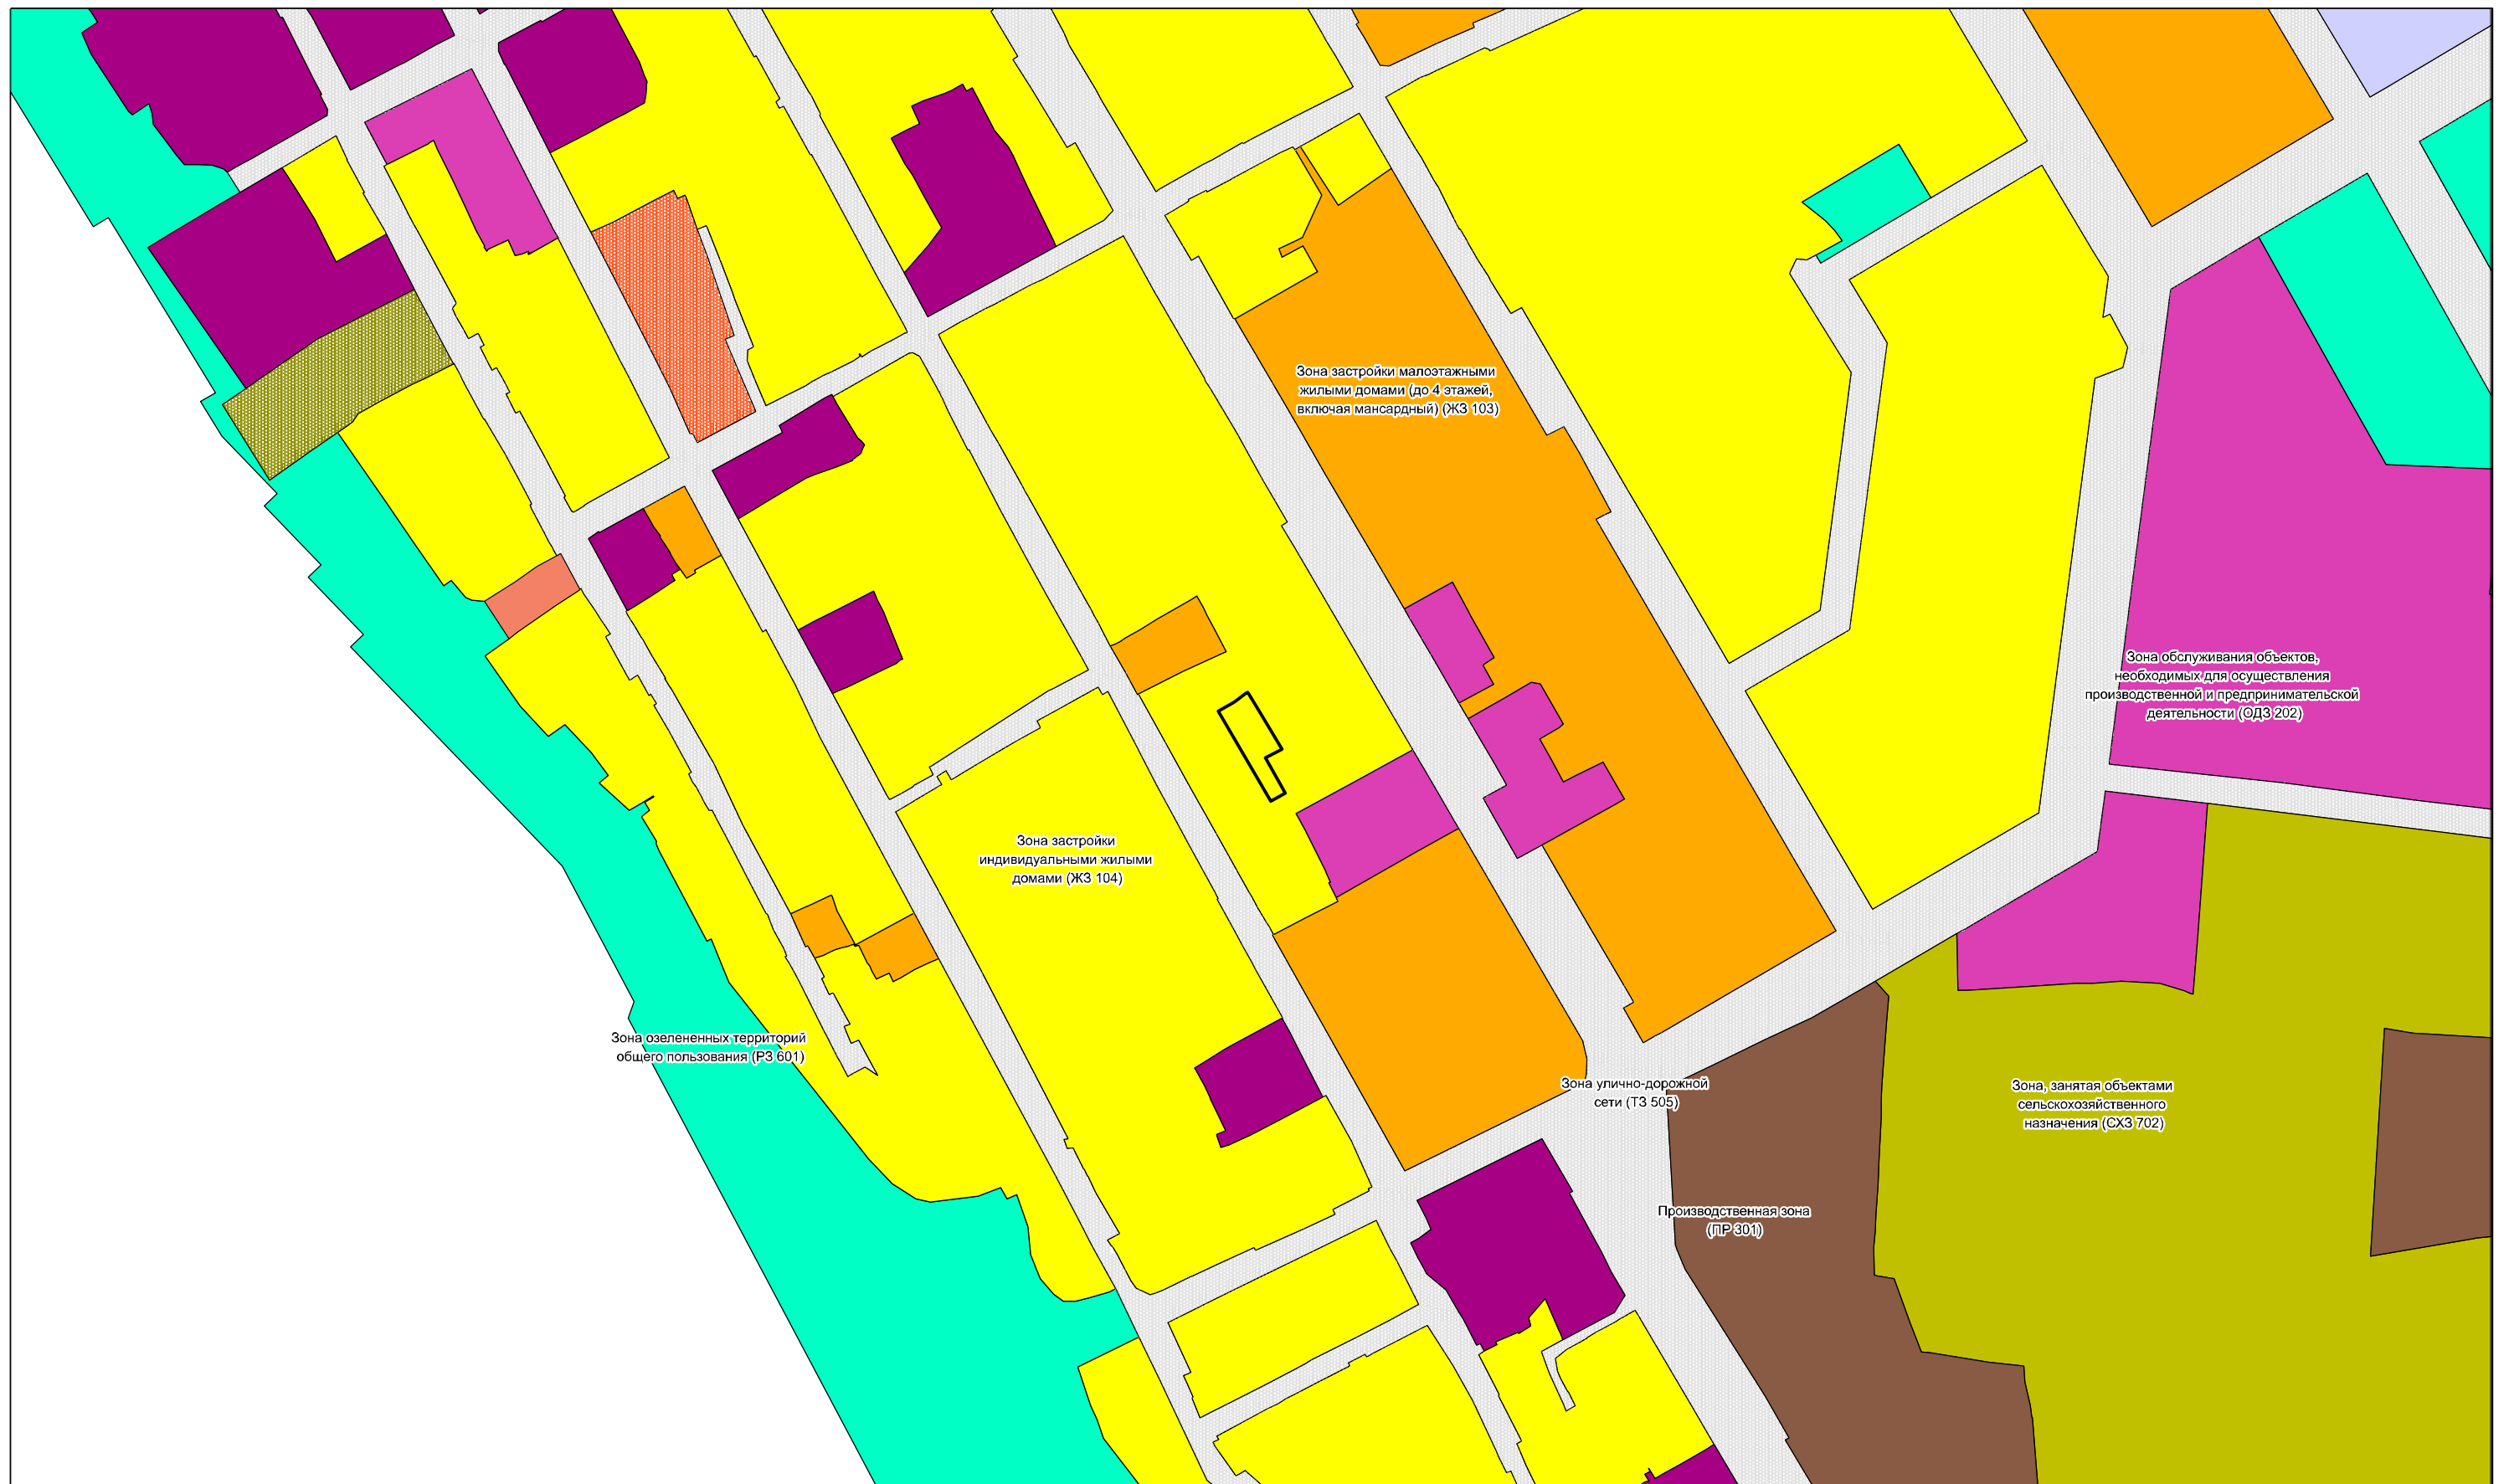 Зона застройки малоэтажными
жилыми домами (до 4 этажей,
включая мансардный) (ЖЗ 103)
Зона обслуживания объектов,
необходимых для осуществления
производственной и предпринимательской
деятельности (ОДЗ 202)
Зона застройки
индивидуальными жилыми
домами (ЖЗ 104)
Зона озелененных территорий
общего пользования (РЗ 601)
Зона улично-дорожной
сети (ТЗ 505)
Зона, занятая объектами
сельскохозяйственного
назначения (СХЗ 702)
Производственная зона
(ПР 301)